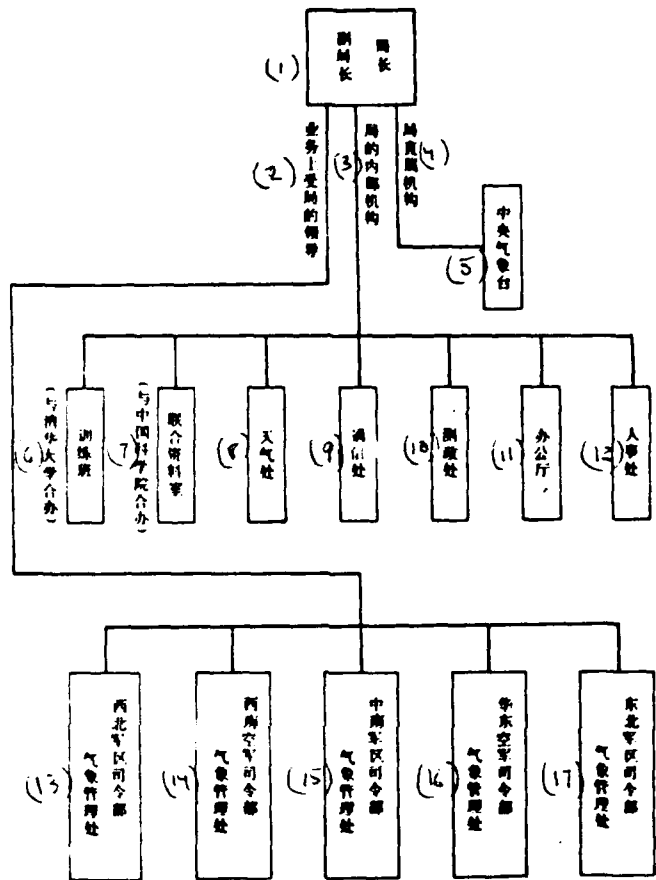 (1)
局长
副局长
(2)
业务上受局的领导
(3)
局的内部机构
(4)
局直属机构
(5)
中央气象台
(6)
训练班
(与清华大学合办)
(7)
联合资料室
(与中国科学院合办)
(8)
天气处
(9)
通信处
(10)
测政处
(11)
办公厅
(12)
人事处
(13)
西北军区司令部
气象管理处
(14)
西南空军司令部
气象管理处
(15)
中南军区司令部
气象管理处
(16)
华东空军司令部
气象管理处
(17)
东北军区司令部
气象管理处